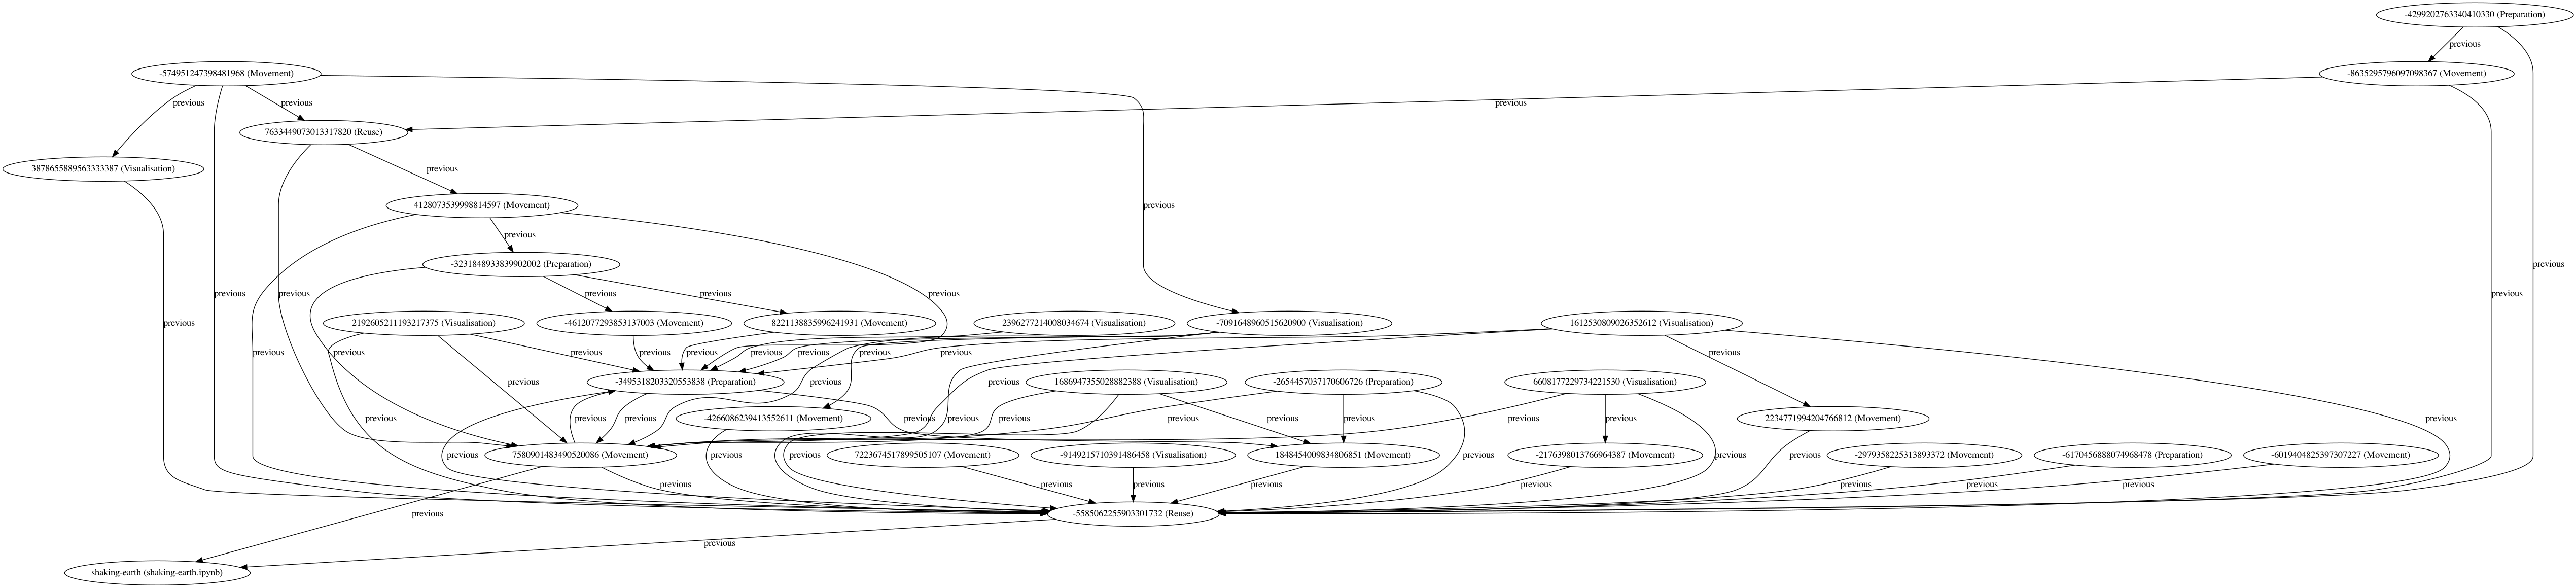 -4299202763340410330 (Preparation)
previous
-574951247398481968 (Movement)
-8635295796097098367 (Movement)
previous
previous
previous
7633449073013317820 (Reuse)
3878655889563333387 (Visualisation)
previous
4128073539998814597 (Movement)
previous
previous
-3231848933839902002 (Preparation)
previous
previous
previous
previous
previous
previous
previous
2192605211193217375 (Visualisation)
-4612077293853137003 (Movement)
8221138835996241931 (Movement)
2396277214008034674 (Visualisation)
-7091648960515620900 (Visualisation)
1612530809026352612 (Visualisation)
previous
previous
previous
previous
previous
previous
previous
previous
previous
previous
previous
-3495318203320553838 (Preparation)
1686947355028882388 (Visualisation)
-2654457037170606726 (Preparation)
6608177229734221530 (Visualisation)
previous
previous
previous
previous
previous
previous
previous
previous
previous
previous
previous
-4266086239413552611 (Movement)
2234771994204766812 (Movement)
7580901483490520086 (Movement)
previous
previous
7223674517899505107 (Movement)
-9149215710391486458 (Visualisation)
1848454009834806851 (Movement)
previous
-2176398013766964387 (Movement)
previous
-2979358225313893372 (Movement)
-6170456888074968478 (Preparation)
-6019404825397307227 (Movement)
previous
previous
previous
previous
previous
previous
previous
previous
-5585062255903301732 (Reuse)
previous
previous
shaking-earth (shaking-earth.ipynb)